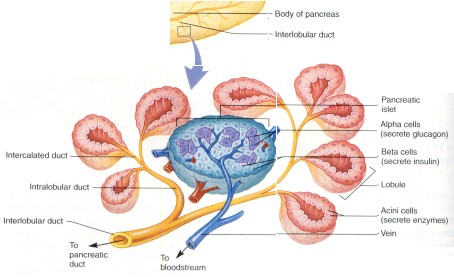 Body of pancreas
Interlobular duct
Pancreatic
islet
Alpha cells
(secrete glucagon)
Beta cells
(secrete insulin)
Lobule
Acini cells
(secrete enzymes)
Vein
Intercalated duct
Intralobular duct
Interlobular duct
To
pancreatic
duct
To
bloodstream